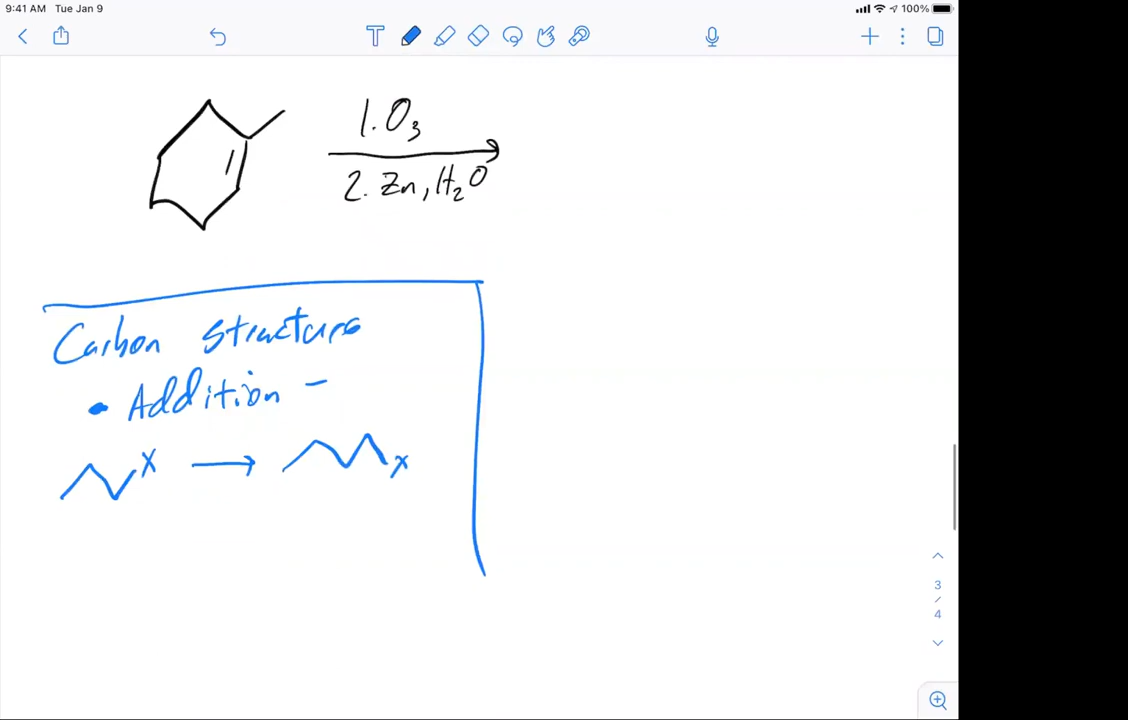 9:41 AM Tue Jan 9
100%
1. O3
2. Zn, H2O
Carbon Structure
• Addition -
X → X
3
/
4